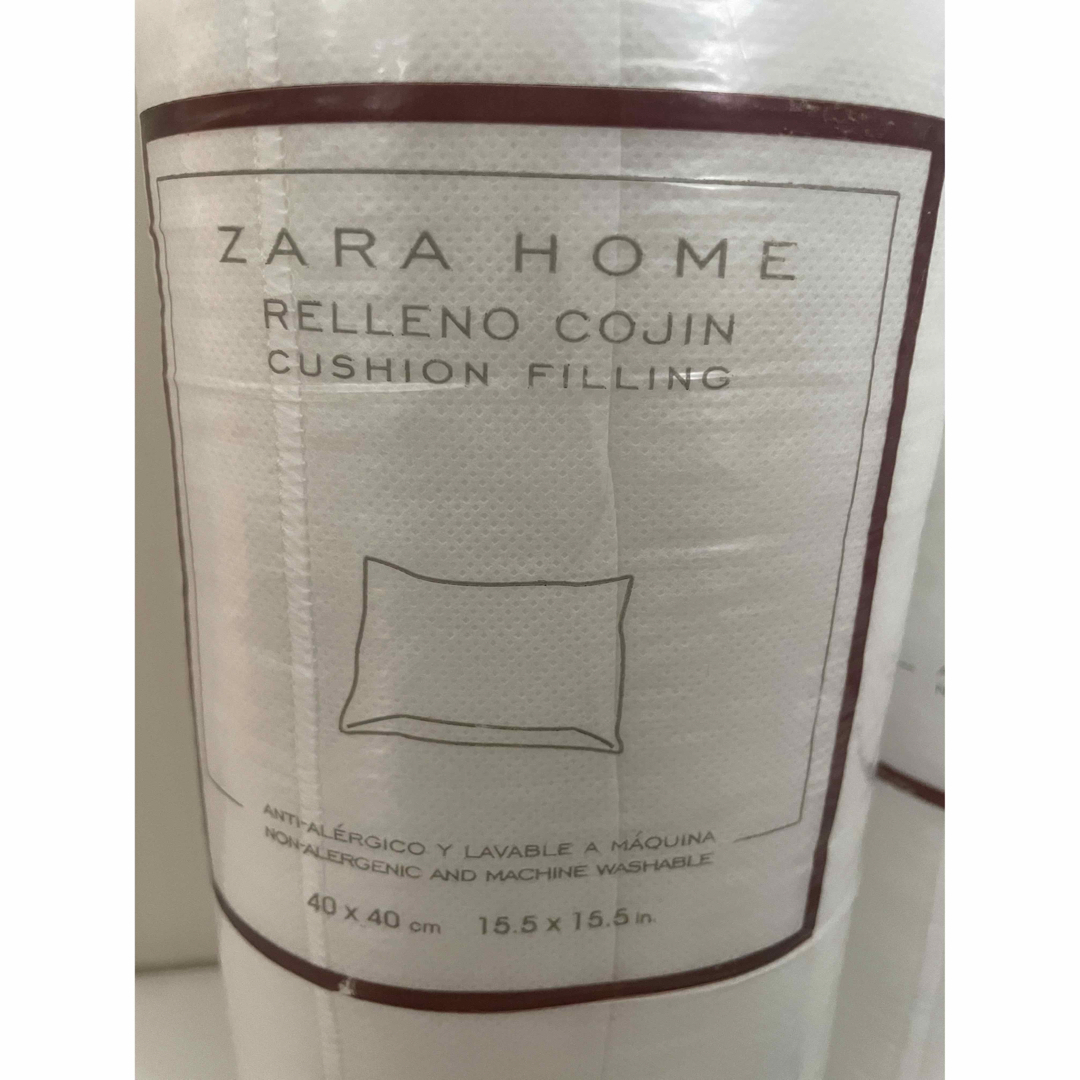 ZARA HOME
RELLENO COJIN
CUSHION FILLING
ANTI-ALÉRGICO Y LAVABLE A MÁQUINA
NON-ALERGENIC AND MACHINE WASHABLE
40 x 40 cm 15.5 x 15.5 in.